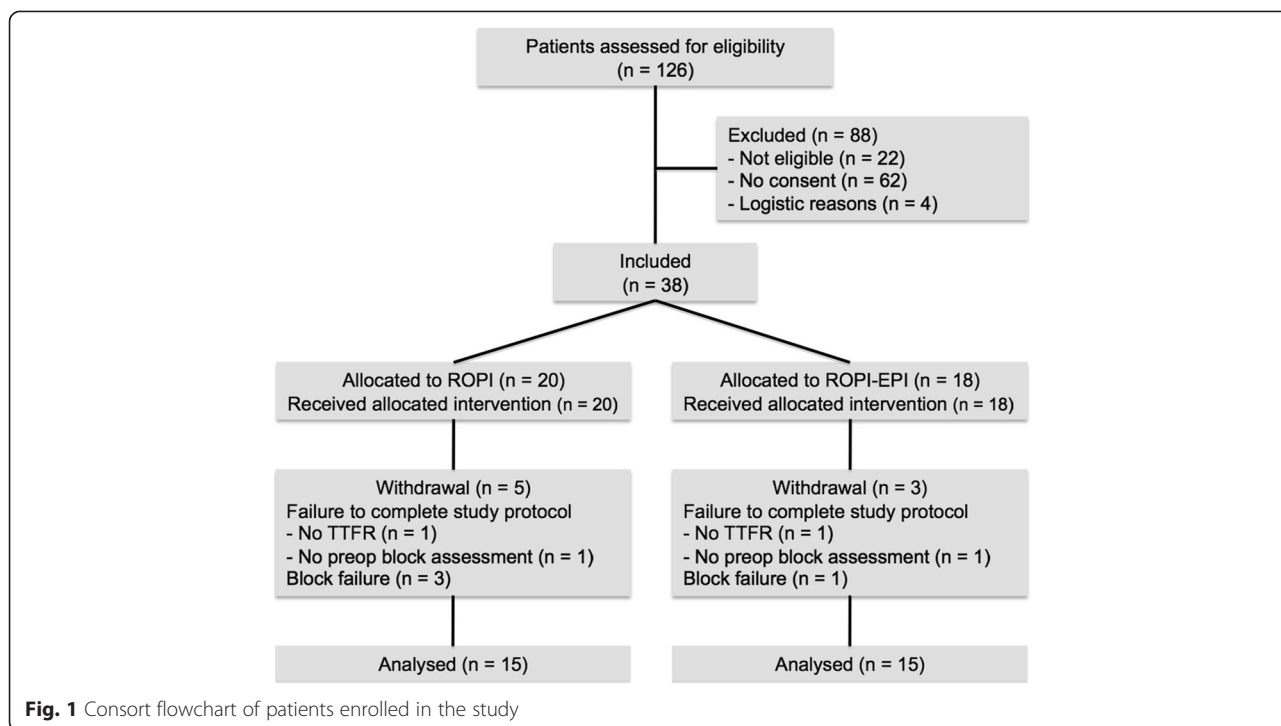 Patients assessed for eligibility
(n = 126)
Excluded (n = 88)
- Not eligible (n = 22)
- No consent (n = 62)
- Logistic reasons (n = 4)
Included
(n = 38)
Allocated to ROPI (n = 20)
Received allocated intervention (n = 20)
Allocated to ROPI-EPI (n = 18)
Received allocated intervention (n = 18)
Withdrawal (n = 5)
Failure to complete study protocol
- No TTFR (n = 1)
- No preop block assessment (n = 1)
Block failure (n = 3)
Withdrawal (n = 3)
Failure to complete study protocol
- No TTFR (n = 1)
- No preop block assessment (n = 1)
Block failure (n = 1)
Analysed (n = 15)
Analysed (n = 15)
Fig. 1 Consort flowchart of patients enrolled in the study